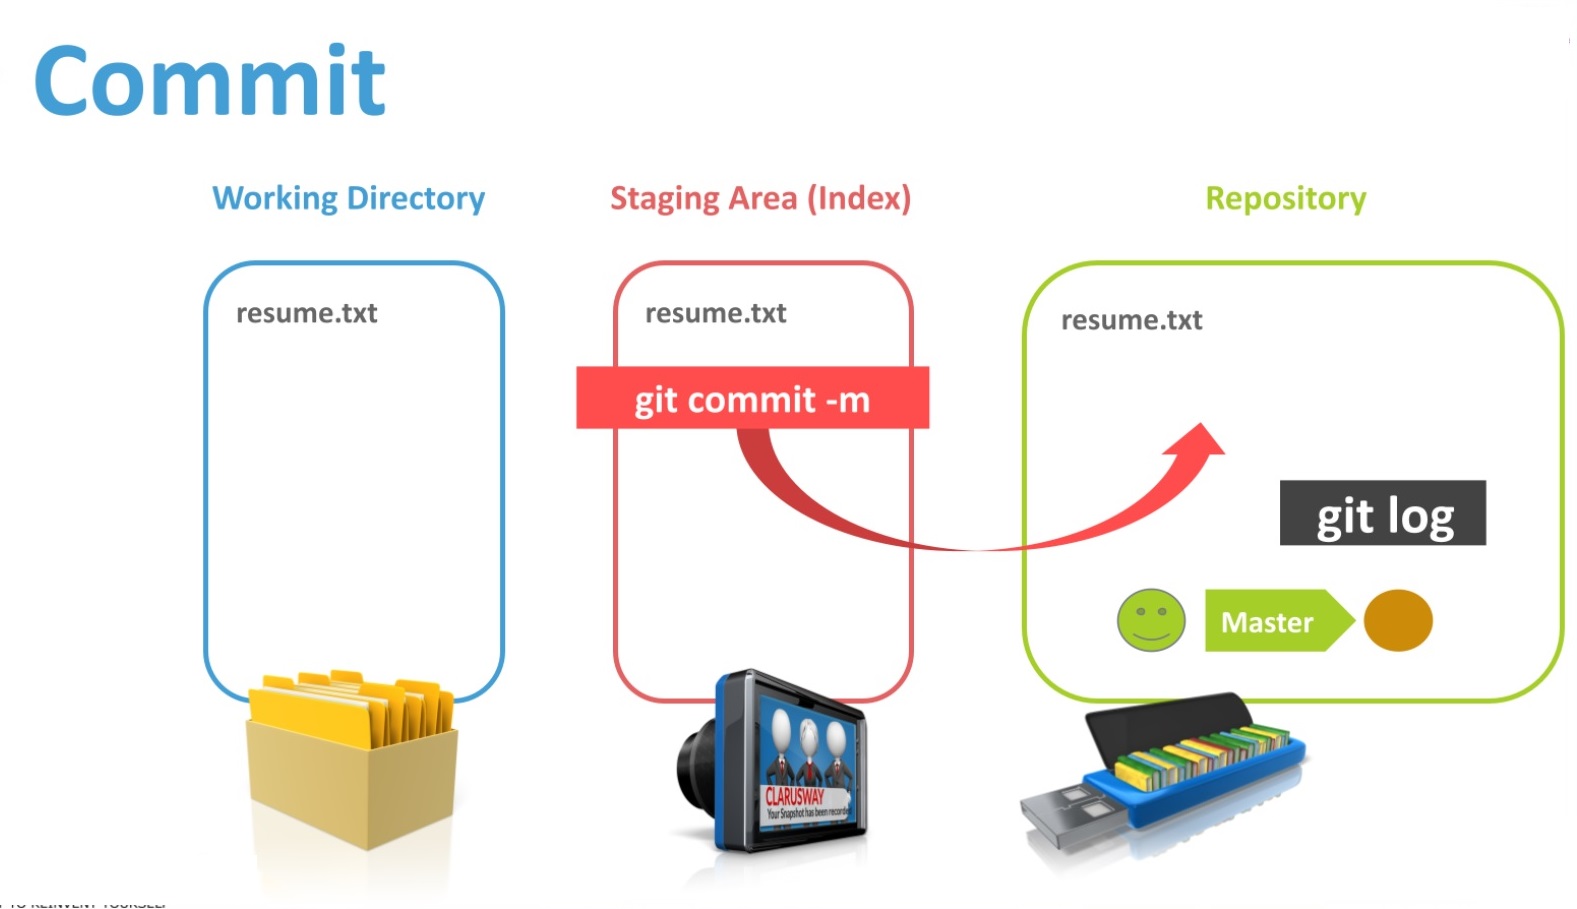 Commit
Working Directory
Staging Area (Index)
Repository
resume.txt
resume.txt
resume.txt
git commit -m
git log
Master
CLARUSWAY
Your Snapshot has been recorded
TO REINVENT YOURSELF